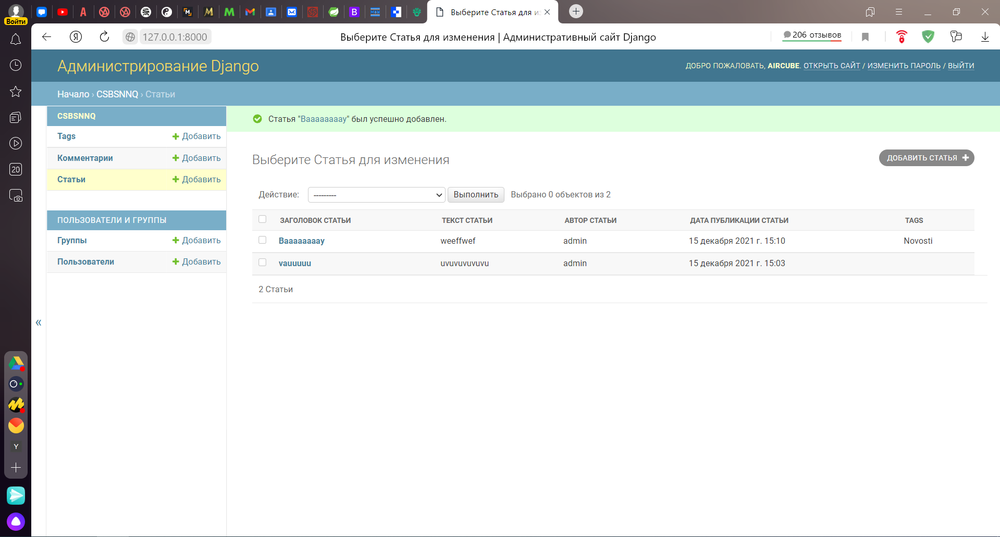 Выберите Статья для из
Войти
127.0.0.1:8000
Выберите Статья для изменения | Административный сайт Django
206 отзывов
Администрирование Django
ДОБРО ПОЖАЛОВАТЬ, AIRCUBE. ОТКРЫТЬ САЙТ / ИЗМЕНИТЬ ПАРОЛЬ / ВЫЙТИ
Начало › CSBSNNQ › Статьи
CSBSNNQ
Tags Добавить
Комментарии Добавить
Статьи Добавить
ПОЛЬЗОВАТЕЛИ И ГРУППЫ
Группы Добавить
Пользователи Добавить
«
20
Y
Статья "Baaaaaaaay" был успешно добавлен.
Выберите Статья для изменения
ДОБАВИТЬ СТАТЬЯ
Действие: --------- Выполнить Выбрано 0 объектов из 2
ЗАГОЛОВОК СТАТЬИ ТЕКСТ СТАТЬИ АВТОР СТАТЬИ ДАТА ПУБЛИКАЦИИ СТАТЬИ TAGS
Baaaaaaaay weeffwef admin 15 декабря 2021 г. 15:10 Novosti
vauuuuu uvuvuvuvuvu admin 15 декабря 2021 г. 15:03
2 Статьи